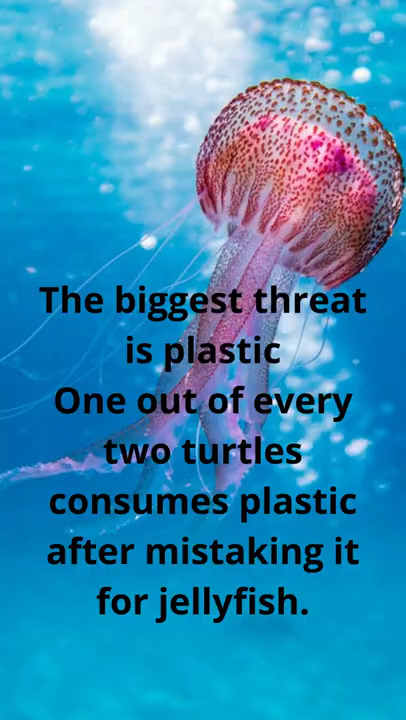 The biggest threat
is plastic
One out of every
two turtles
consumes plastic
after mistaking it
for jellyfish.